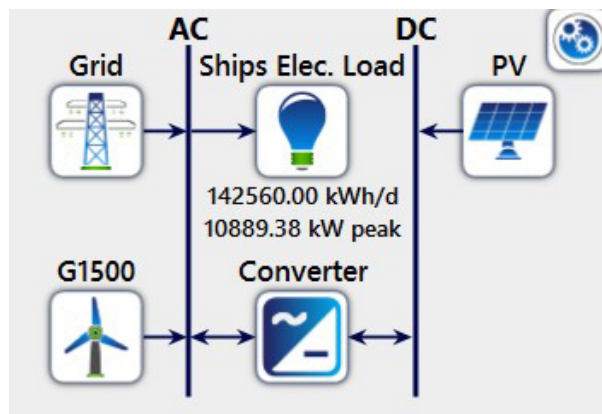 AC
DC
Grid
Ships Elec. Load
PV
142560.00 kWh/d
10889.38 kW peak
G1500
Converter